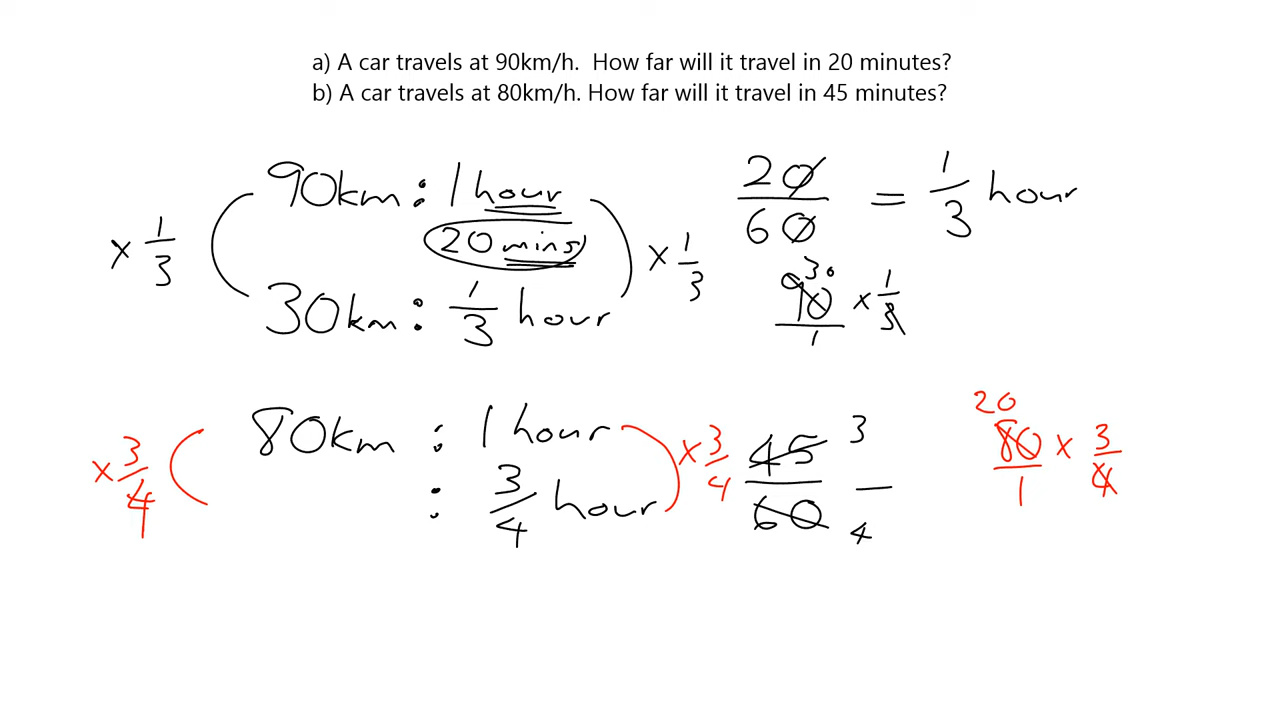 a) A car travels at 90km/h. How far will it travel in 20 minutes?
b) A car travels at 80km/h. How far will it travel in 45 minutes?
90km : 1 hour
20 mins
× 1/3
× 1/3
30km : 1/3 hour
20/60 = 1/3 hour
30
90/1 × 1/3
80km : 1 hour
: 3/4 hour
× 3/4
× 3/4
45/60
3/4
20
80/1 × 3/4